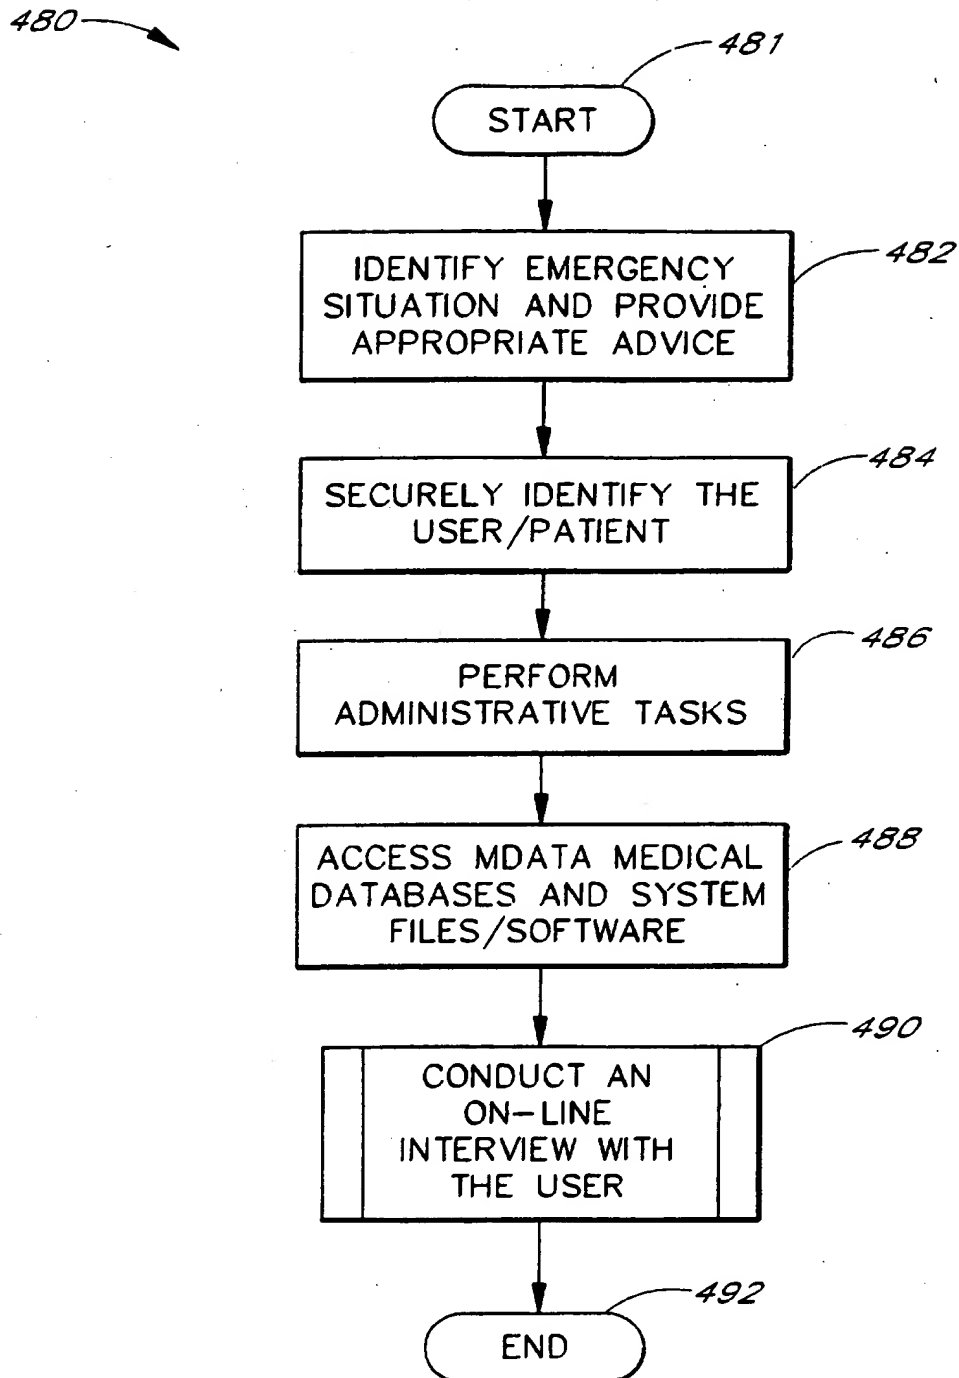 480
481
START
482
IDENTIFY EMERGENCY
SITUATION AND PROVIDE
APPROPRIATE ADVICE
484
SECURELY IDENTIFY THE
USER/PATIENT
486
PERFORM
ADMINISTRATIVE TASKS
488
ACCESS MDATA MEDICAL
DATABASES AND SYSTEM
FILES/SOFTWARE
490
CONDUCT AN
ON-LINE
INTERVIEW WITH
THE USER
492
END